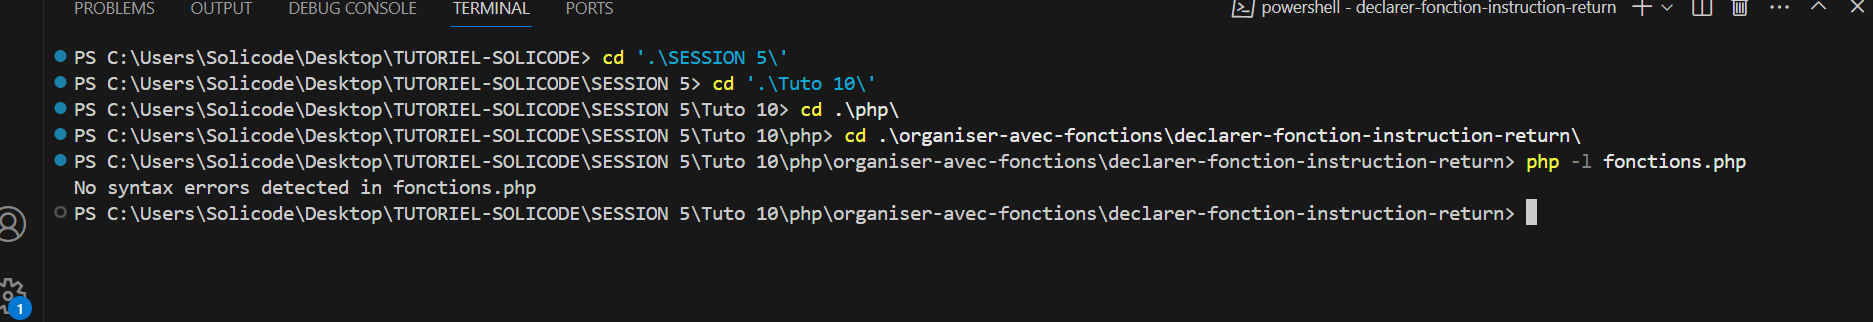 PROBLEMS OUTPUT DEBUG CONSOLE TERMINAL PORTS powershell - declarer-fonction-instruction-return
PS C:\Users\Solicode\Desktop\TUTORIEL-SOLICODE> cd '.\SESSION 5\'
PS C:\Users\Solicode\Desktop\TUTORIEL-SOLICODE\SESSION 5> cd '.\Tuto 10\'
PS C:\Users\Solicode\Desktop\TUTORIEL-SOLICODE\SESSION 5\Tuto 10> cd .\php\
PS C:\Users\Solicode\Desktop\TUTORIEL-SOLICODE\SESSION 5\Tuto 10\php> cd .\organiser-avec-fonctions\declarer-fonction-instruction-return\
PS C:\Users\Solicode\Desktop\TUTORIEL-SOLICODE\SESSION 5\Tuto 10\php\organiser-avec-fonctions\declarer-fonction-instruction-return> php -l fonctions.php
No syntax errors detected in fonctions.php
PS C:\Users\Solicode\Desktop\TUTORIEL-SOLICODE\SESSION 5\Tuto 10\php\organiser-avec-fonctions\declarer-fonction-instruction-return>
1